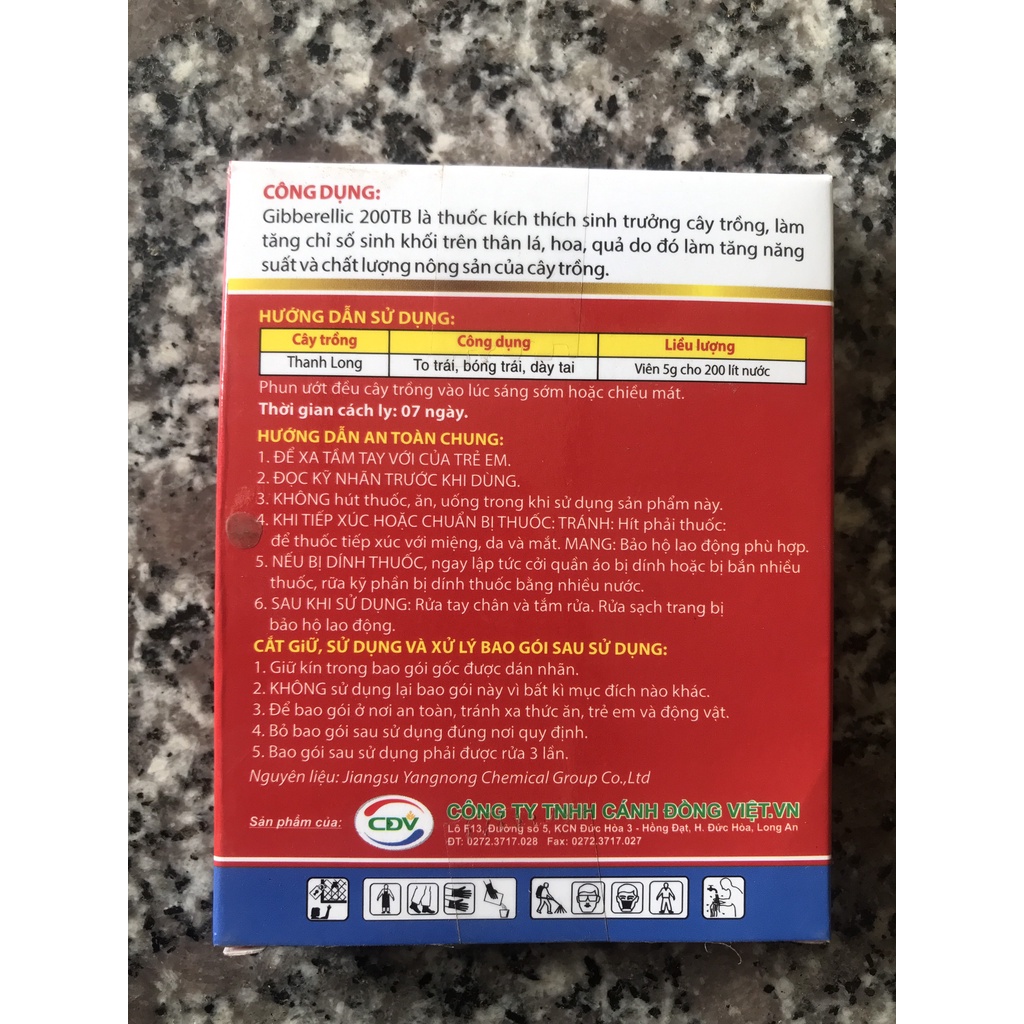 CÔNG DỤNG:
Gibberellic 200TB là thuốc kích thích sinh trưởng cây trồng, làm
tăng chỉ số sinh khối trên thân lá, hoa, quả do đó làm tăng năng
suất và chất lượng nông sản của cây trồng.
HƯỚNG DẪN SỬ DỤNG:
Cây trồng Công dụng Liều lượng
Thanh Long To trái, bóng trái, dày tai Viên 5g cho 200 lít nước
Phun ướt đều cây trồng vào lúc sáng sớm hoặc chiều mát.
Thời gian cách ly: 07 ngày.
HƯỚNG DẪN AN TOÀN CHUNG:
1. ĐỂ XA TẦM TAY VỚI CỦA TRẺ EM.
2. ĐỌC KỸ NHÃN TRƯỚC KHI DÙNG.
3. KHÔNG hút thuốc, ăn, uống trong khi sử dụng sản phẩm này.
4. KHI TIẾP XÚC HOẶC CHUẨN BỊ THUỐC: TRÁNH: Hít phải thuốc:
để thuốc tiếp xúc với miệng, da và mắt. MANG: Bảo hộ lao động phù hợp.
5. NẾU BỊ DÍNH THUỐC, ngay lập tức cởi quần áo bị dính hoặc bị bắn nhiều
thuốc, rữa kỹ phần bị dính thuốc bằng nhiều nước.
6. SAU KHI SỬ DỤNG: Rửa tay chân và tắm rửa. Rửa sạch trang bị
bảo hộ lao động.
CẮT GiỮ, SỬ DỤNG VÀ XỬ LÝ BAO GÓI SAU SỬ DỤNG:
1. Giữ kín trong bao gói gốc được dán nhãn.
2. KHÔNG sử dụng lại bao gói này vì bất kì mục đích nào khác.
3. Để bao gói ở nơi an toàn, tránh xa thức ăn, trẻ em và động vật.
4. Bỏ bao gói sau sử dụng đúng nơi quy định.
5. Bao gói sau sử dụng phải được rửa 3 lần.
Nguyên liệu: Jiangsu Yangnong Chemical Group Co.,Ltd
Sản phẩm của: CĐV CÔNG TY TNHH CÁNH ĐỒNG VIỆT.VN
Lô F13, Đường số 5, KCN Đức Hòa 3 - Hồng Đạt, H. Đức Hòa, Long An
ĐT: 0272.3717.028 Fax: 0272.3717.027